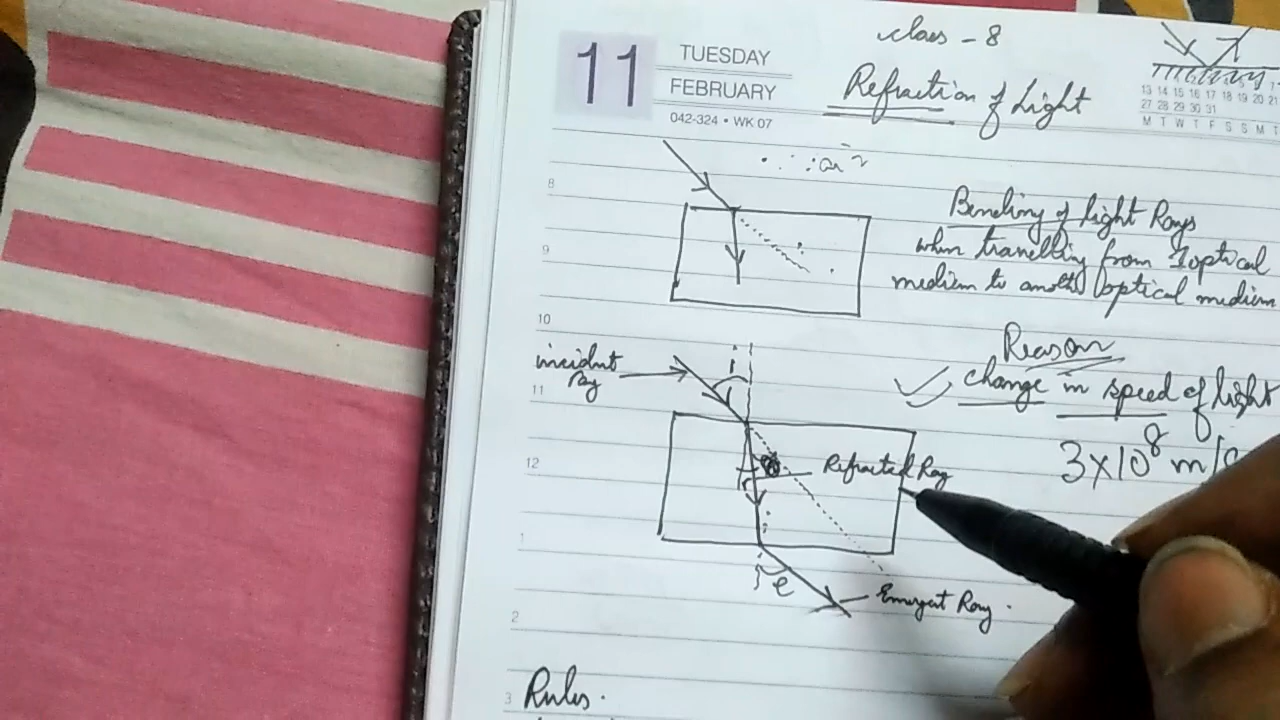 class - 8
11
TUESDAY
FEBRUARY
042-324 • WK 07
Refraction of Light
13 14 15 16 17 18 19 20 21
27 28 29 30 31
M T W T F S S M T
air
8
Bending of light Rays
when travelling from 1 optical
medium to another optical medium
9
10
Reason
incident
Ray
i
11
change in speed of light
3x10⁸ m/s
12
Refracted Ray
r
1
e
Emergent Ray.
2
3
Rules.